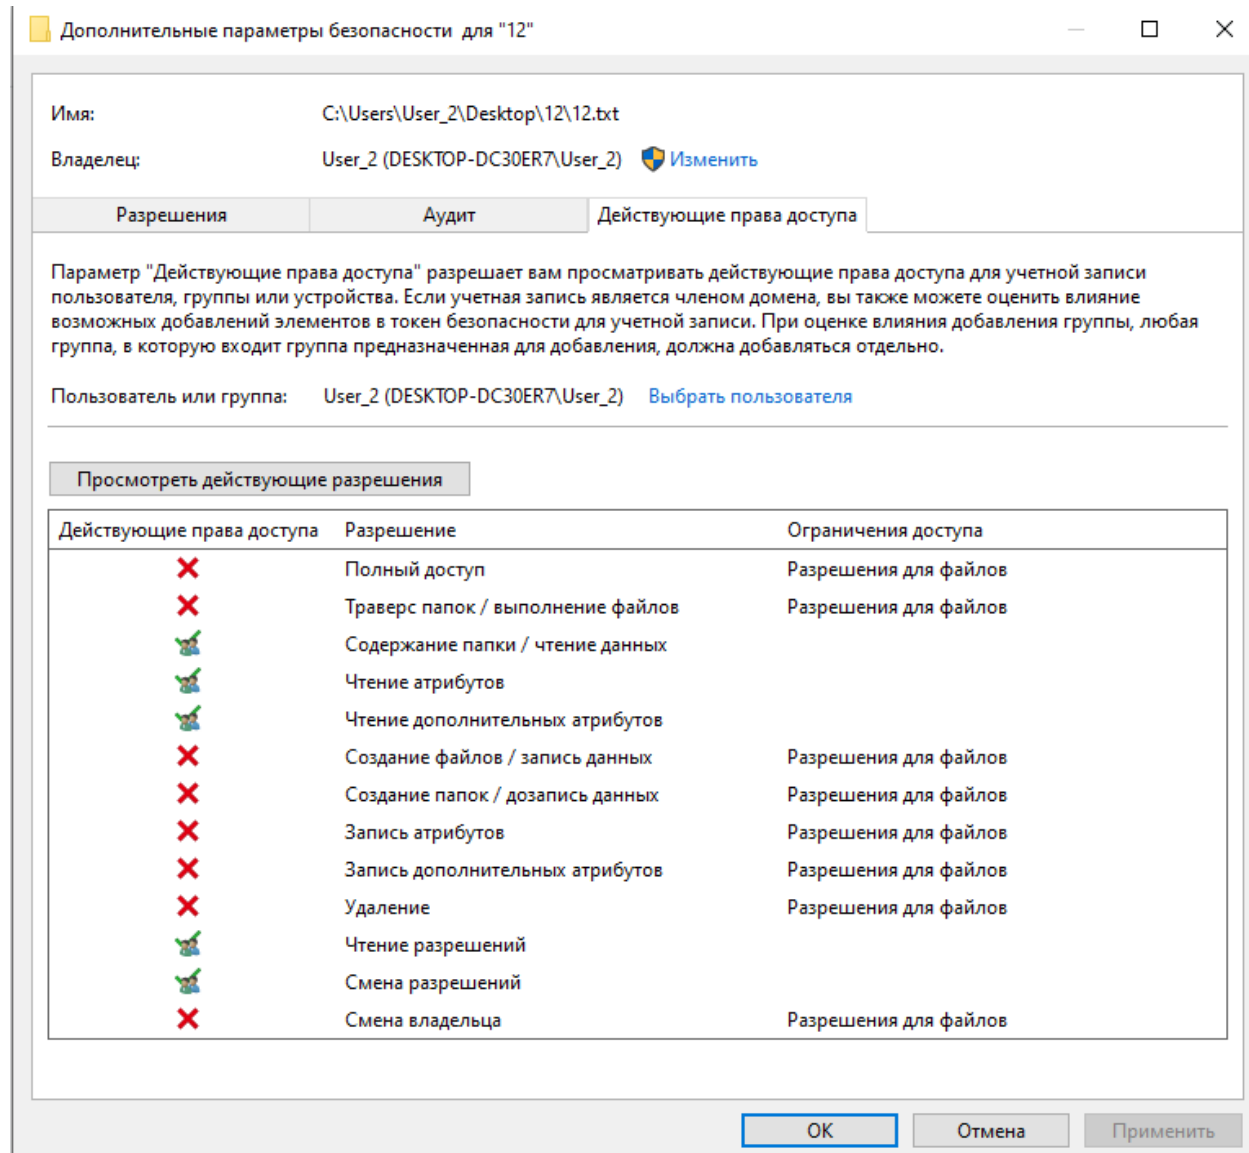 Дополнительные параметры безопасности для "12"
Имя: C:\Users\User_2\Desktop\12\12.txt
Владелец: User_2 (DESKTOP-DC30ER7\User_2) Изменить
Разрешения Аудит Действующие права доступа
Параметр "Действующие права доступа" разрешает вам просматривать действующие права доступа для учетной записи
пользователя, группы или устройства. Если учетная запись является членом домена, вы также можете оценить влияние
возможных добавлений элементов в токен безопасности для учетной записи. При оценке влияния добавления группы, любая
группа, в которую входит группа предназначенная для добавления, должна добавляться отдельно.
Пользователь или группа: User_2 (DESKTOP-DC30ER7\User_2) Выбрать пользователя
Просмотреть действующие разрешения
Действующие права доступа Разрешение Ограничения доступа
Полный доступ Разрешения для файлов
Траверс папок / выполнение файлов Разрешения для файлов
Содержание папки / чтение данных
Чтение атрибутов
Чтение дополнительных атрибутов
Создание файлов / запись данных Разрешения для файлов
Создание папок / дозапись данных Разрешения для файлов
Запись атрибутов Разрешения для файлов
Запись дополнительных атрибутов Разрешения для файлов
Удаление Разрешения для файлов
Чтение разрешений
Смена разрешений
Смена владельца Разрешения для файлов
ОК Отмена Применить